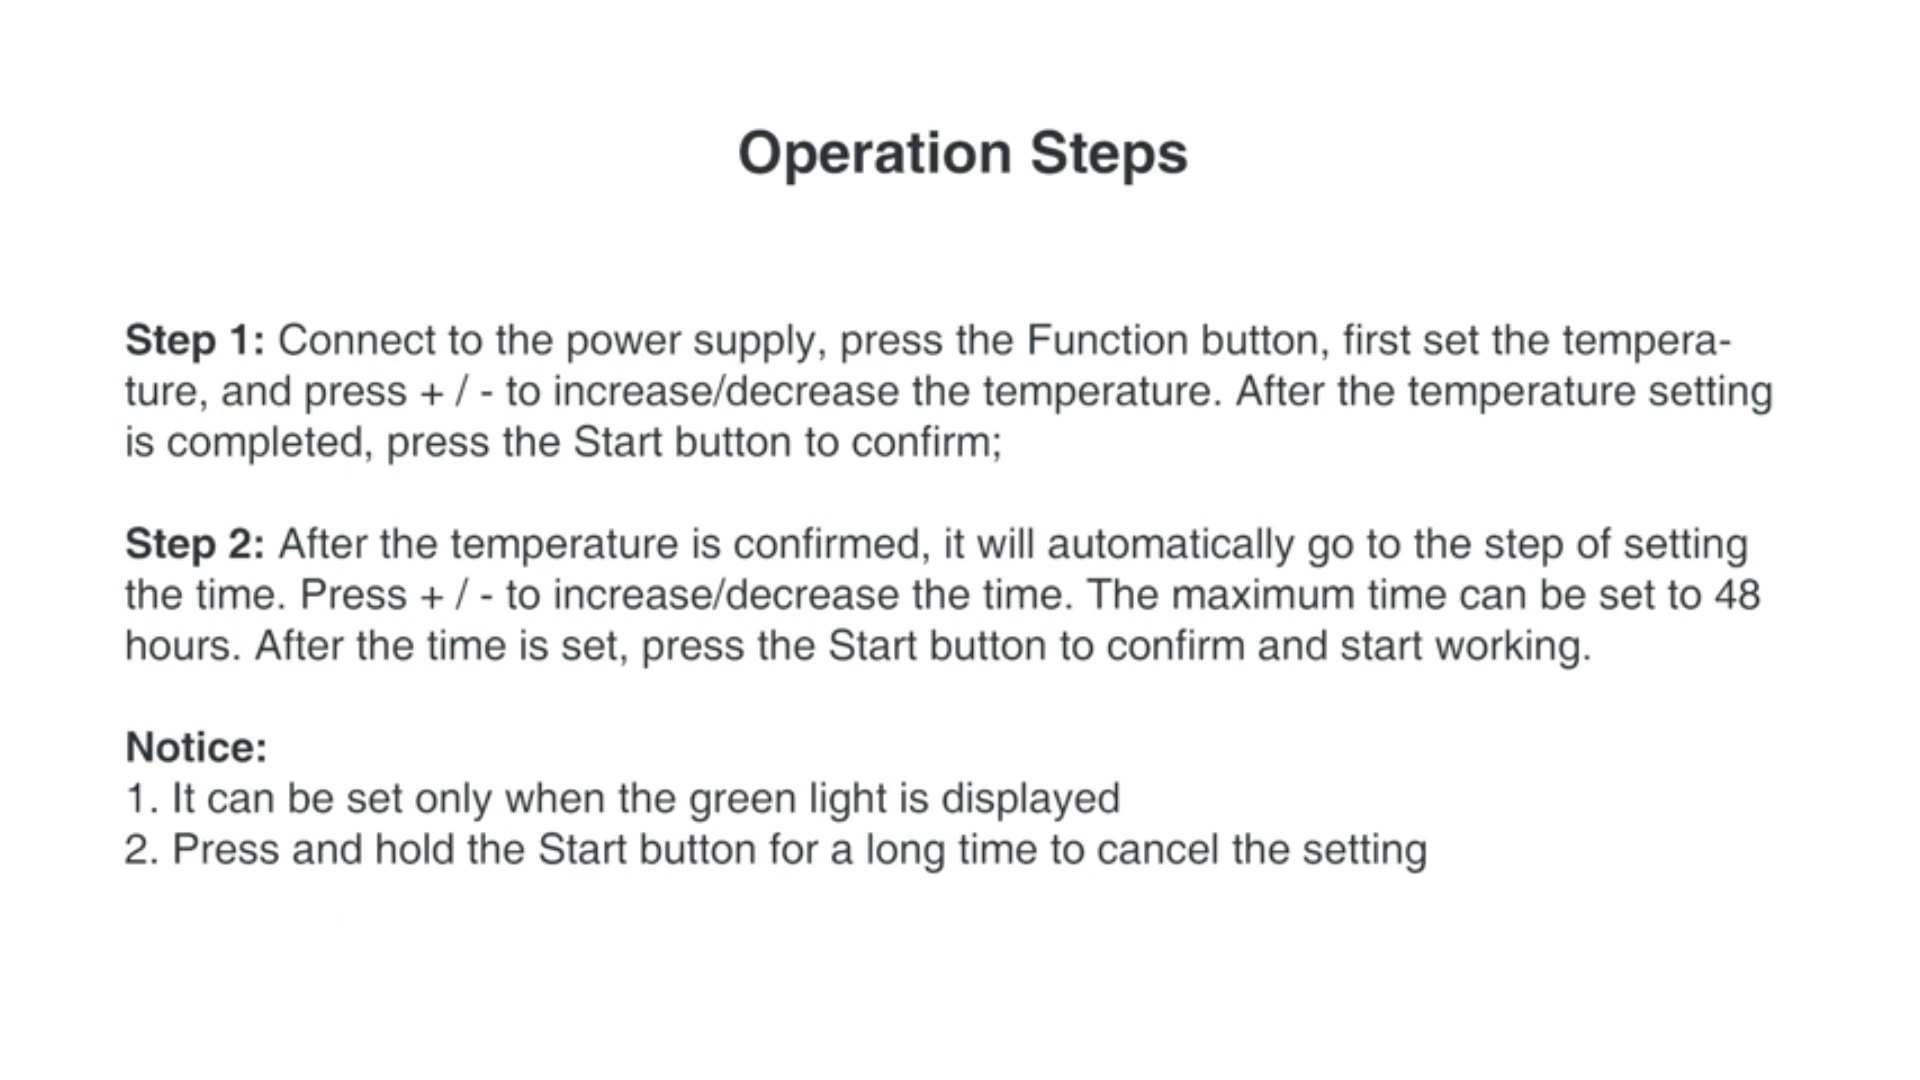 Operation Steps
Step 1: Connect to the power supply, press the Function button, first set the tempera-
ture, and press + / - to increase/decrease the temperature. After the temperature setting
is completed, press the Start button to confirm;
Step 2: After the temperature is confirmed, it will automatically go to the step of setting
the time. Press + / - to increase/decrease the time. The maximum time can be set to 48
hours. After the time is set, press the Start button to confirm and start working.
Notice:
1. It can be set only when the green light is displayed
2. Press and hold the Start button for a long time to cancel the setting